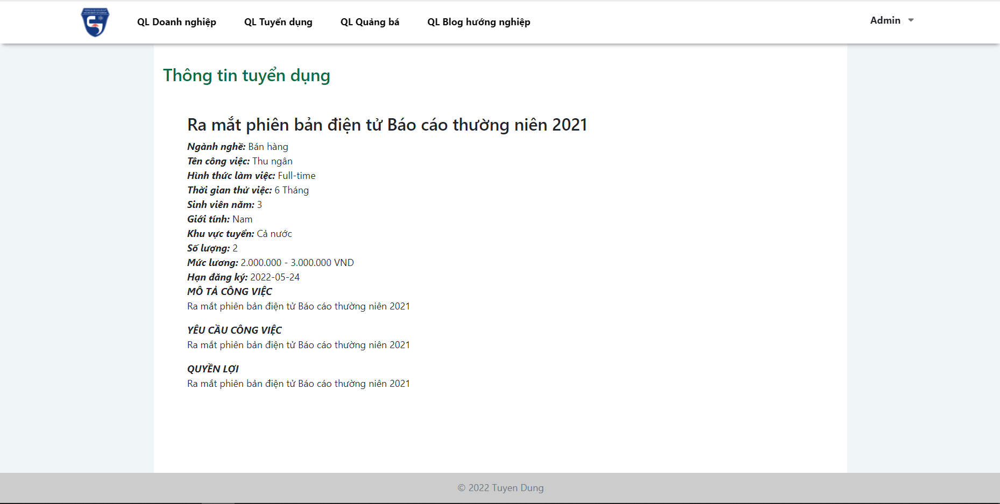 QL Doanh nghiệp QL Tuyển dụng QL Quảng bá QL Blog hướng nghiệp Admin
Thông tin tuyển dụng
Ra mắt phiên bản điện tử Báo cáo thường niên 2021
Ngành nghề: Bán hàng
Tên công việc: Thu ngân
Hình thức làm việc: Full-time
Thời gian thử việc: 6 Tháng
Sinh viên năm: 3
Giới tính: Nam
Khu vực tuyển: Cả nước
Số lượng: 2
Mức lương: 2.000.000 - 3.000.000 VND
Hạn đăng ký: 2022-05-24
MÔ TẢ CÔNG VIỆC
Ra mắt phiên bản điện tử Báo cáo thường niên 2021
YÊU CẦU CÔNG VIỆC
Ra mắt phiên bản điện tử Báo cáo thường niên 2021
QUYỀN LỢI
Ra mắt phiên bản điện tử Báo cáo thường niên 2021
© 2022 Tuyen Dung